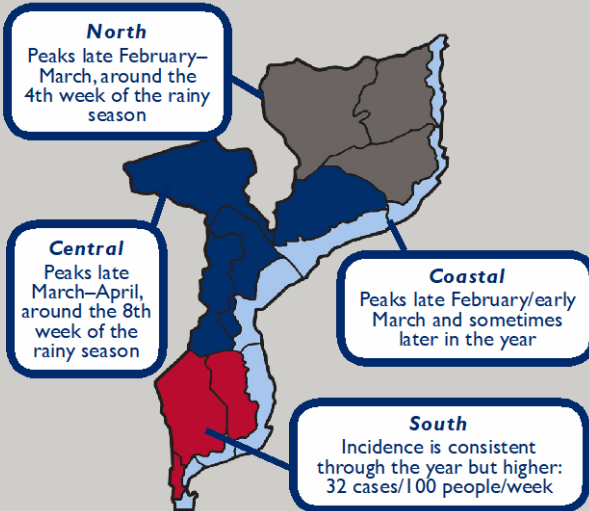 North
Peaks late February–
March, around the
4th week of the rainy
season
Central
Peaks late
March–April,
around the 8th
week of the
rainy season
Coastal
Peaks late February/early
March and sometimes
later in the year
South
Incidence is consistent
through the year but higher:
32 cases/100 people/week